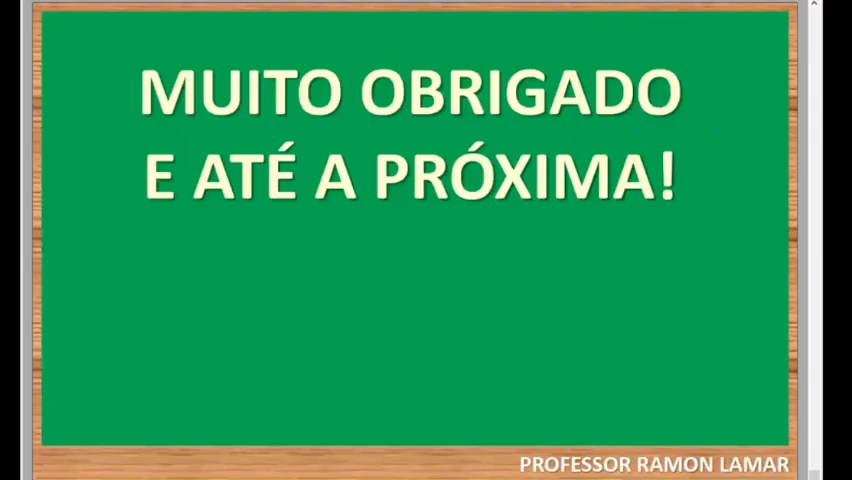 MUITO OBRIGADO
E ATÉ A PRÓXIMA!
PROFESSOR RAMON LAMAR